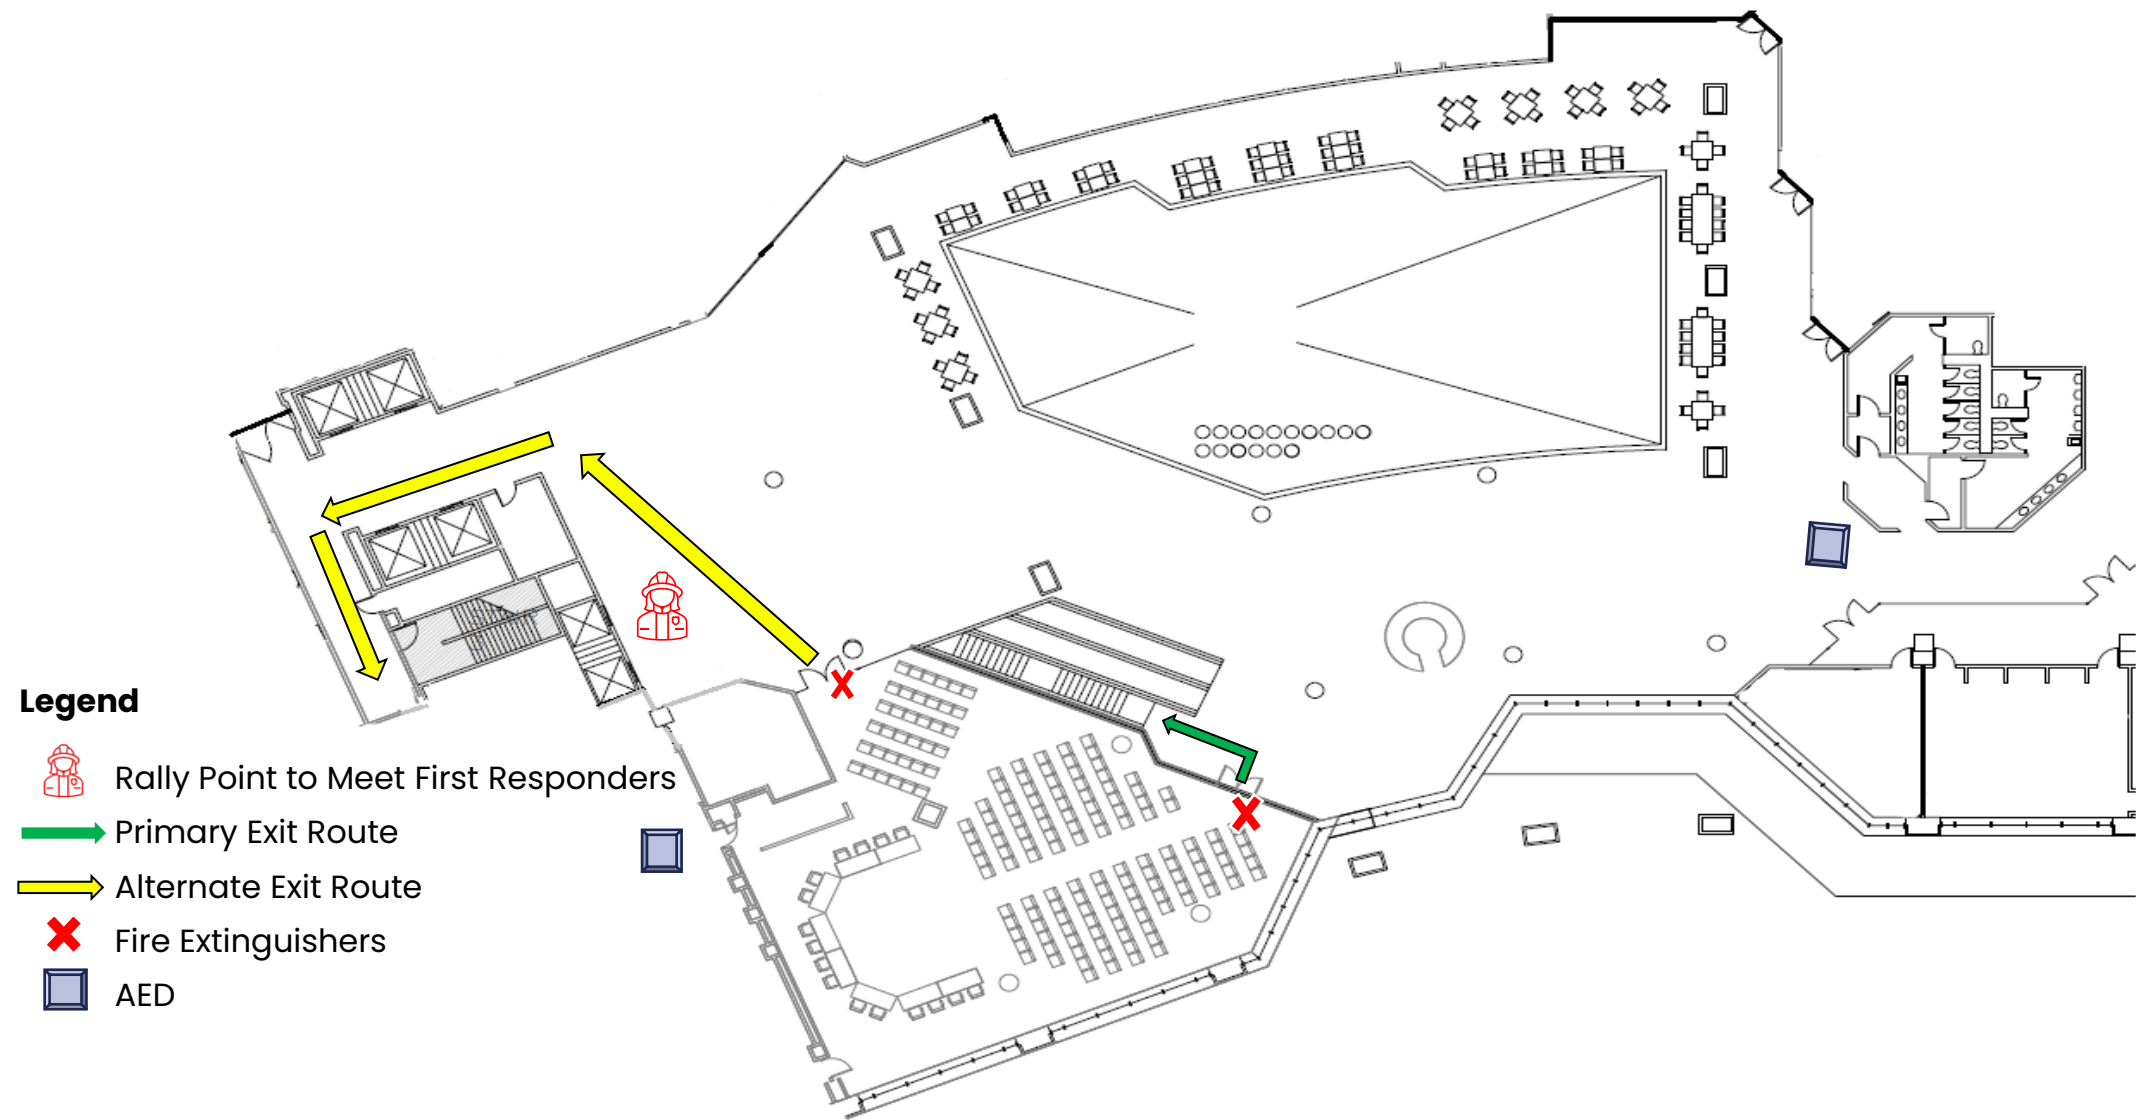 Legend
Rally Point to Meet First Responders
Primary Exit Route
Alternate Exit Route
Fire Extinguishers
AED